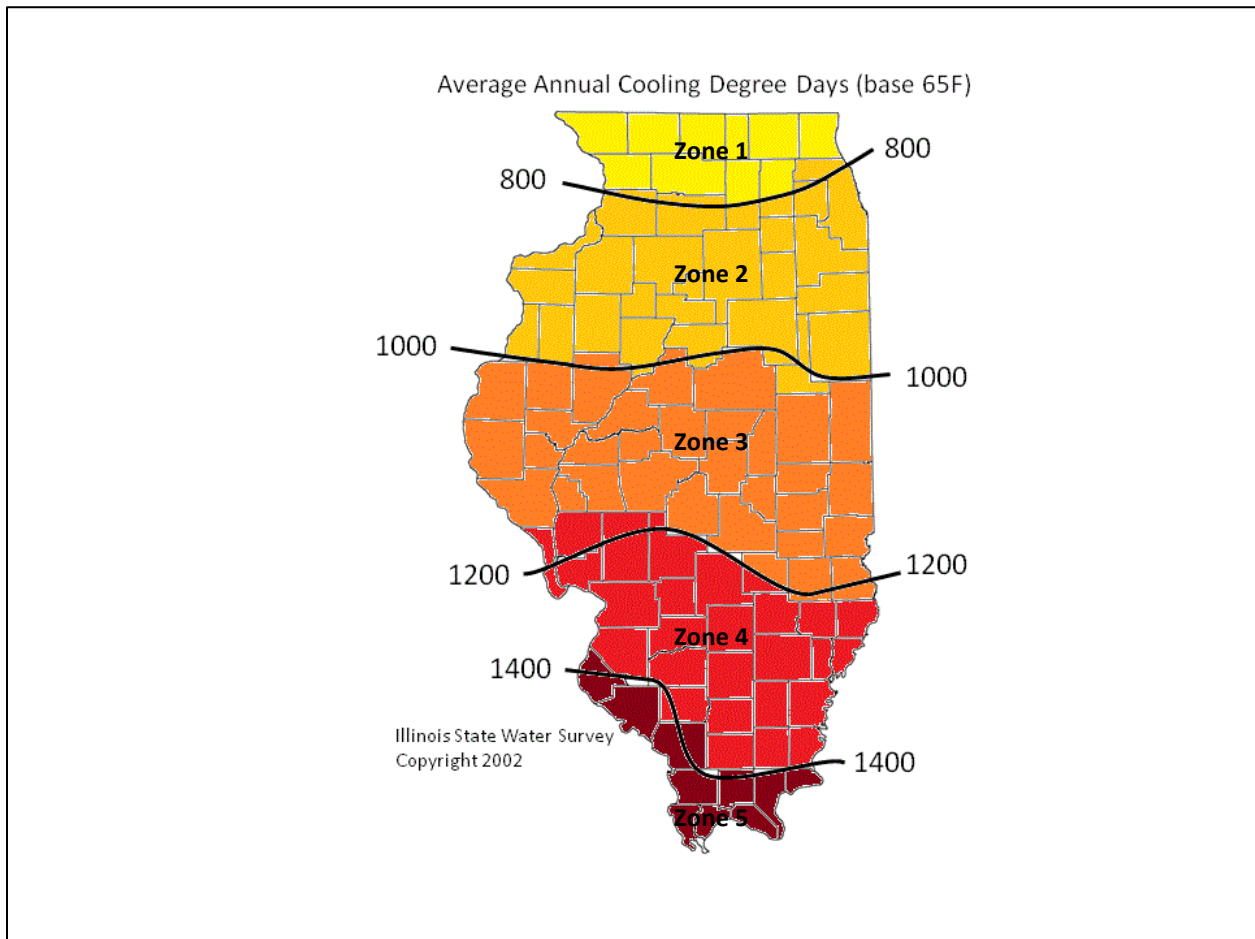 Average Annual Cooling Degree Days (base 65F)
Zone 1
800
800
Zone 2
1000
1000
Zone 3
1200
1200
Zone 4
1400
Illinois State Water Survey
Copyright 2002
1400
Zone 5